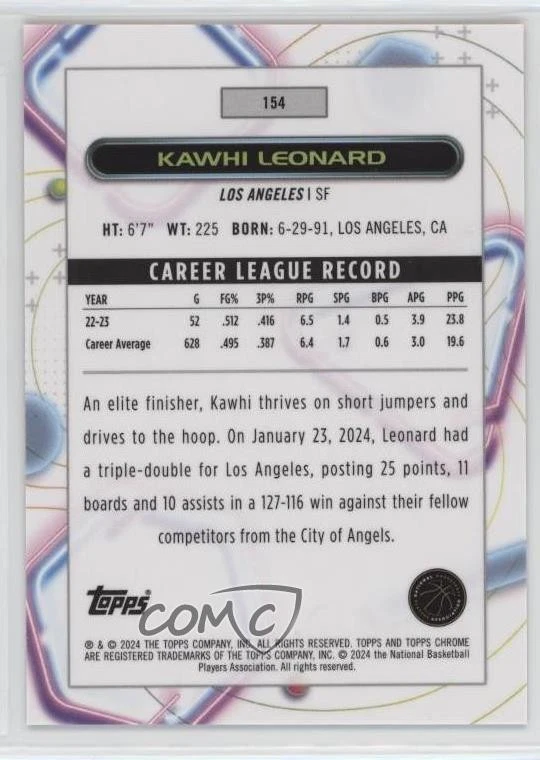 154
KAWHI LEONARD
LOS ANGELES | SF
HT: 6'7" WT: 225 BORN: 6-29-91, LOS ANGELES, CA
CAREER LEAGUE RECORD
YEAR G FG% 3P% RPG SPG BPG APG PPG
22-23 52 .512 .416 6.5 1.4 0.5 3.9 23.8
Career Average 628 .495 .387 6.4 1.7 0.6 3.0 19.6
An elite finisher, Kawhi thrives on short jumpers and
drives to the hoop. On January 23, 2024, Leonard had
a triple-double for Los Angeles, posting 25 points, 11
boards and 10 assists in a 127-116 win against their fellow
competitors from the City of Angels.
topps®
COMC
NATIONAL BASKETBALL PLAYERS ASSOCIATION
® & © 2024 THE TOPPS COMPANY, INC. ALL RIGHTS RESERVED. TOPPS AND TOPPS CHROME
ARE REGISTERED TRADEMARKS OF THE TOPPS COMPANY, INC. © 2024 the National Basketball
Players Association. All rights reserved.